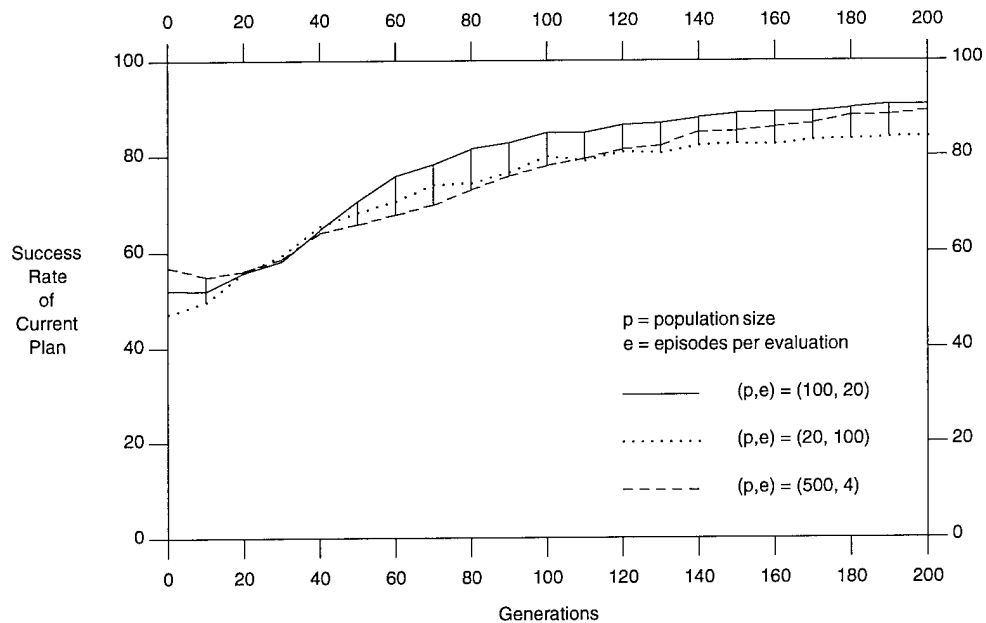 0 20 40 60 80 100 120 140 160 180 200
100 100
80 80
60 60
Success
Rate
of
Current
Plan
p = population size
e = episodes per evaluation
40 40
(p,e) = (100, 20)
20 20
(p,e) = (20, 100)
(p,e) = (500, 4)
0 0
0 20 40 60 80 100 120 140 160 180 200
Generations